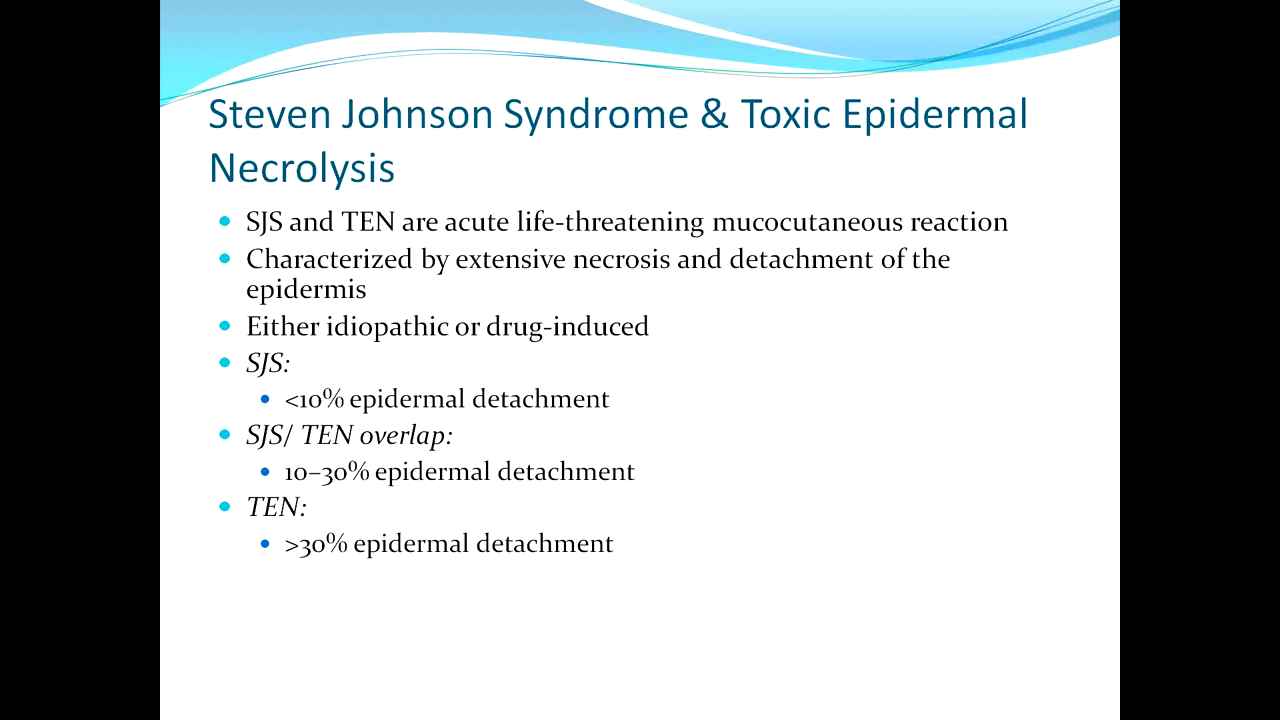 Steven Johnson Syndrome & Toxic Epidermal
Necrolysis
• SJS and TEN are acute life-threatening mucocutaneous reaction
• Characterized by extensive necrosis and detachment of the
epidermis
• Either idiopathic or drug-induced
• SJS:
• <10% epidermal detachment
• SJS/ TEN overlap:
• 10–30% epidermal detachment
• TEN:
• >30% epidermal detachment